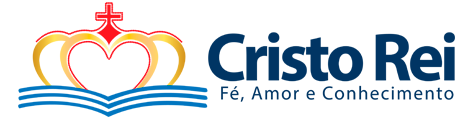 Cristo Rei
Fé, Amor e Conhecimento